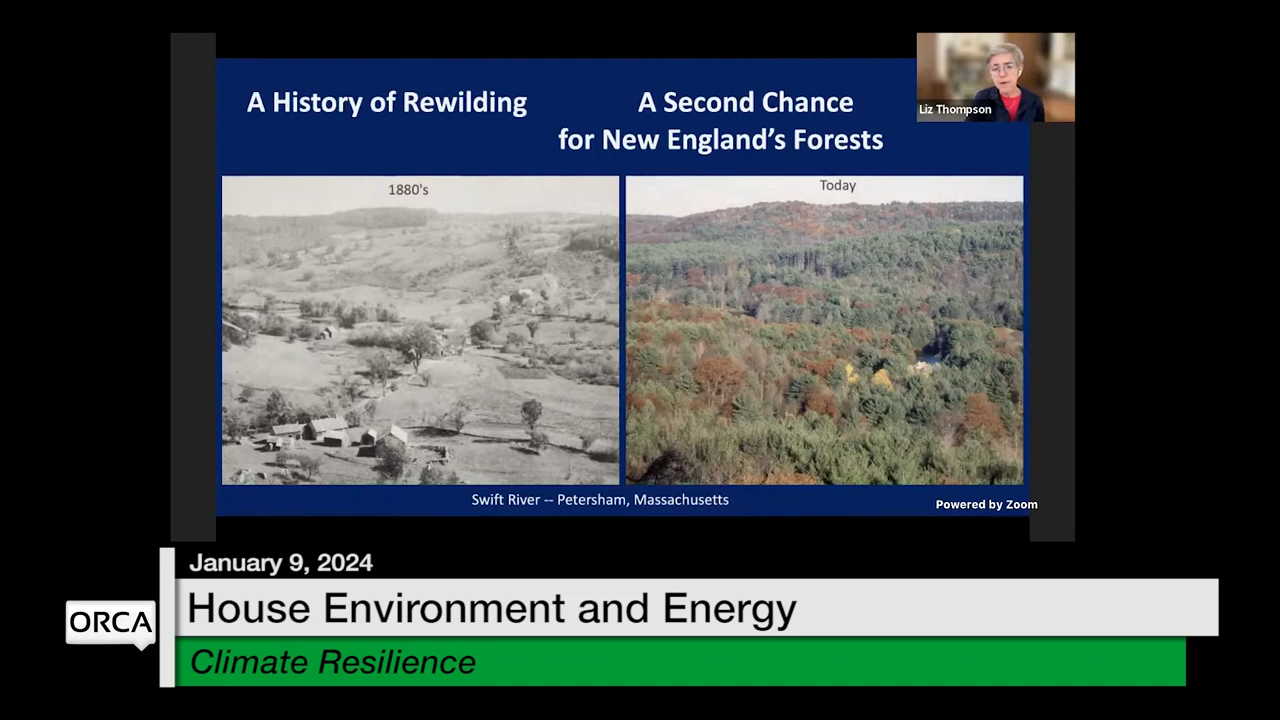 A History of Rewilding
A Second Chance
for New England's Forests
Liz Thompson
1880's
Today
Swift River -- Petersham, Massachusetts
Powered by Zoom
January 9, 2024
ORCA
House Environment and Energy
Climate Resilience